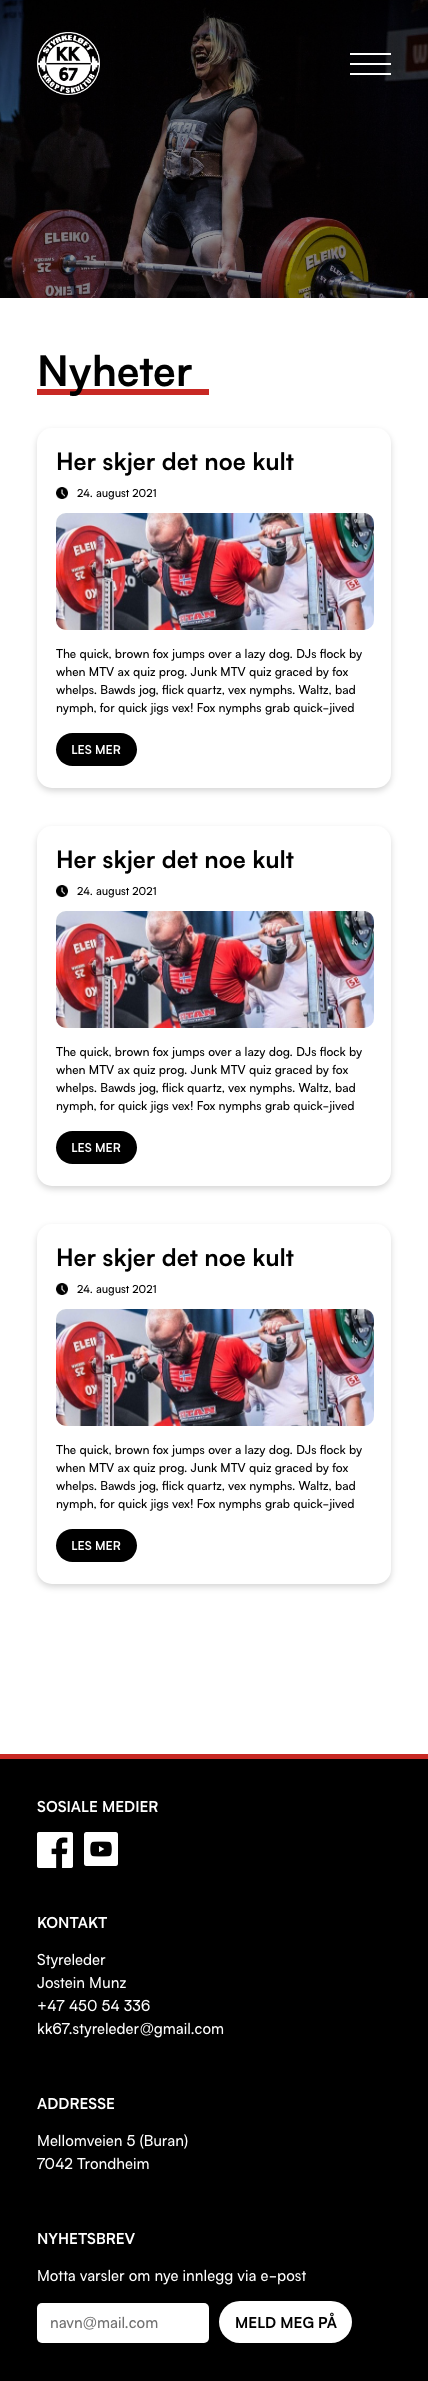 STYRKELØFT
KK
67
KROPPSKULTUR
ELEIKO
25
ELEIKO
ELEIKO
Nyheter
Her skjer det noe kult
24. august 2021
ELEIKO
25
The quick, brown fox jumps over a lazy dog. DJs flock by
when MTV ax quiz prog. Junk MTV quiz graced by fox
whelps. Bawds jog, flick quartz, vex nymphs. Waltz, bad
nymph, for quick jigs vex! Fox nymphs grab quick-jived
LES MER
Her skjer det noe kult
24. august 2021
ELEIKO
25
The quick, brown fox jumps over a lazy dog. DJs flock by
when MTV ax quiz prog. Junk MTV quiz graced by fox
whelps. Bawds jog, flick quartz, vex nymphs. Waltz, bad
nymph, for quick jigs vex! Fox nymphs grab quick-jived
LES MER
Her skjer det noe kult
24. august 2021
ELEIKO
25
The quick, brown fox jumps over a lazy dog. DJs flock by
when MTV ax quiz prog. Junk MTV quiz graced by fox
whelps. Bawds jog, flick quartz, vex nymphs. Waltz, bad
nymph, for quick jigs vex! Fox nymphs grab quick-jived
LES MER
SOSIALE MEDIER
KONTAKT
Styreleder
Jostein Munz
+47 450 54 336
kk67.styreleder@gmail.com
ADDRESSE
Mellomveien 5 (Buran)
7042 Trondheim
NYHETSBREV
Motta varsler om nye innlegg via e-post
navn@mail.com
MELD MEG PÅ